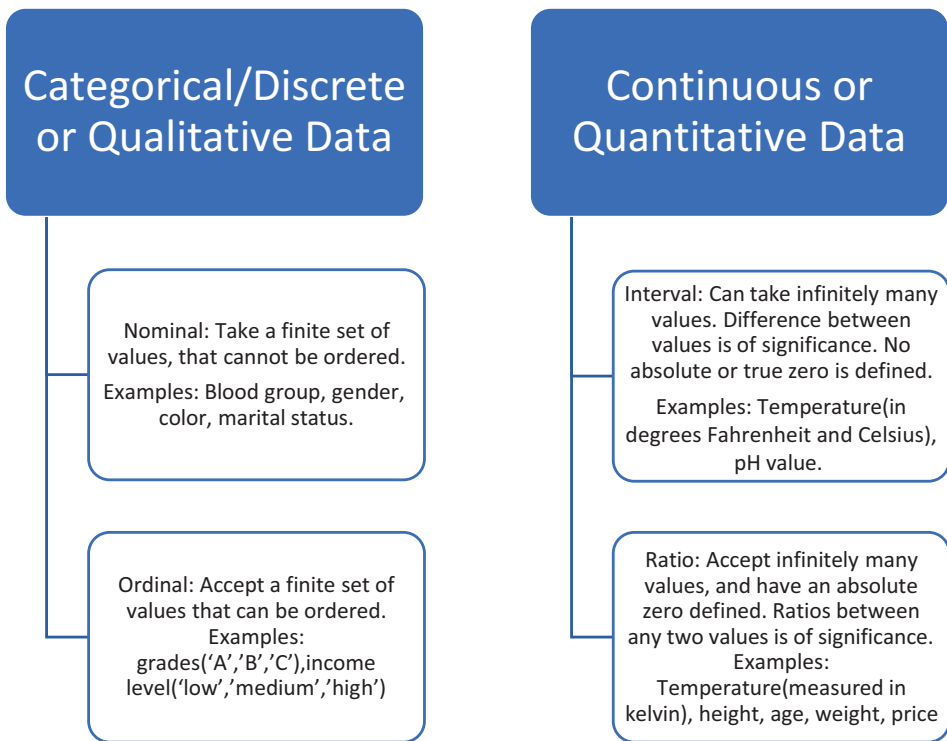 Categorical/Discrete
or Qualitative Data
Nominal: Take a finite set of
values, that cannot be ordered.
Examples: Blood group, gender,
color, marital status.
Ordinal: Accept a finite set of
values that can be ordered.
Examples:
grades(‘A’,’B’,’C’),income
level(‘low’,’medium’,’high’)
Continuous or
Quantitative Data
Interval: Can take infinitely many
values. Difference between
values is of significance. No
absolute or true zero is defined.
Examples: Temperature(in
degrees Fahrenheit and Celsius),
pH value.
Ratio: Accept infinitely many
values, and have an absolute
zero defined. Ratios between
any two values is of significance.
Examples:
Temperature(measured in
kelvin), height, age, weight, price